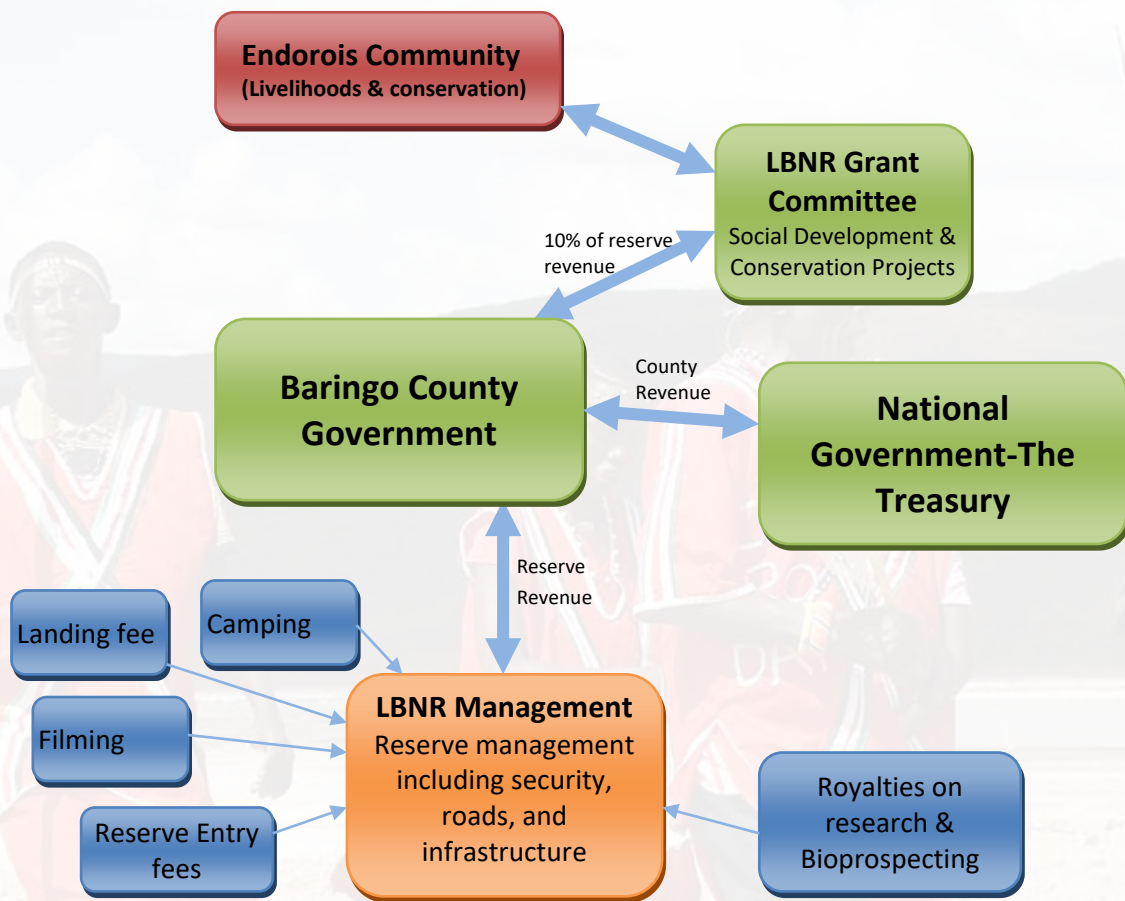 Endorois Community
(Livelihoods & conservation)
LBNR Grant
Committee
Social Development &
Conservation Projects
10% of reserve
revenue
Baringo County
Government
County
Revenue
National
Government-The
Treasury
Reserve
Revenue
Landing fee
Camping
Filming
Reserve Entry
fees
LBNR Management
Reserve management
including security,
roads, and
infrastructure
Royalties on
research &
Bioprospecting